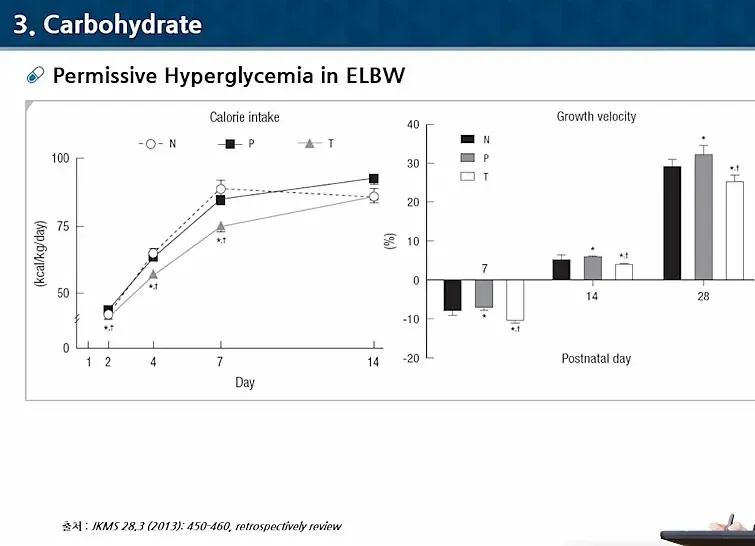 3. Carbohydrate
Permissive Hyperglycemia in ELBW
Calorie intake
N P T
100
75
50
0
(kcal/kg/day)
*,†
*,†
*,†
1 2 4 7 14
Day
Growth velocity
40
30
20
10
0
-10
-20
(%)
N
P
T
7
*
*,†
*
*,†
14
*
*,†
28
Postnatal day
출처 : JKMS 28.3 (2013): 450-460, retrospectively review